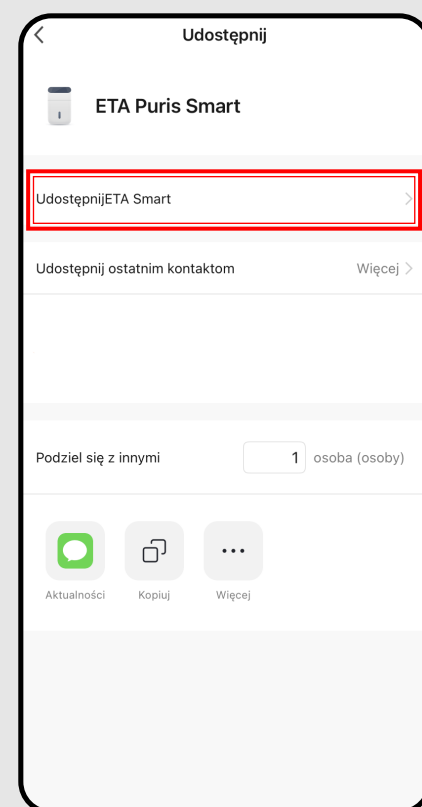 Udostępnij
ETA Puris Smart
UdostępnijETA Smart
Udostępnij ostatnim kontaktom Więcej
Podziel się z innymi 1 osoba (osoby)
Aktualności Kopiuj Więcej